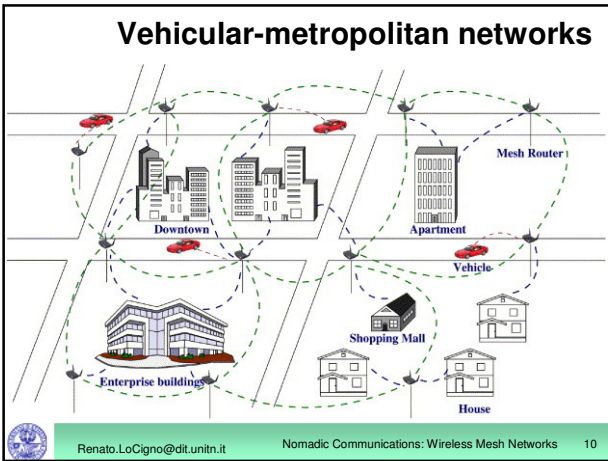 Vehicular-metropolitan networks
Mesh Router
Downtown
Apartment
Vehicle
Shopping Mall
Enterprise buildings
House
Renato.LoCigno@dit.unitn.it
Nomadic Communications: Wireless Mesh Networks 10